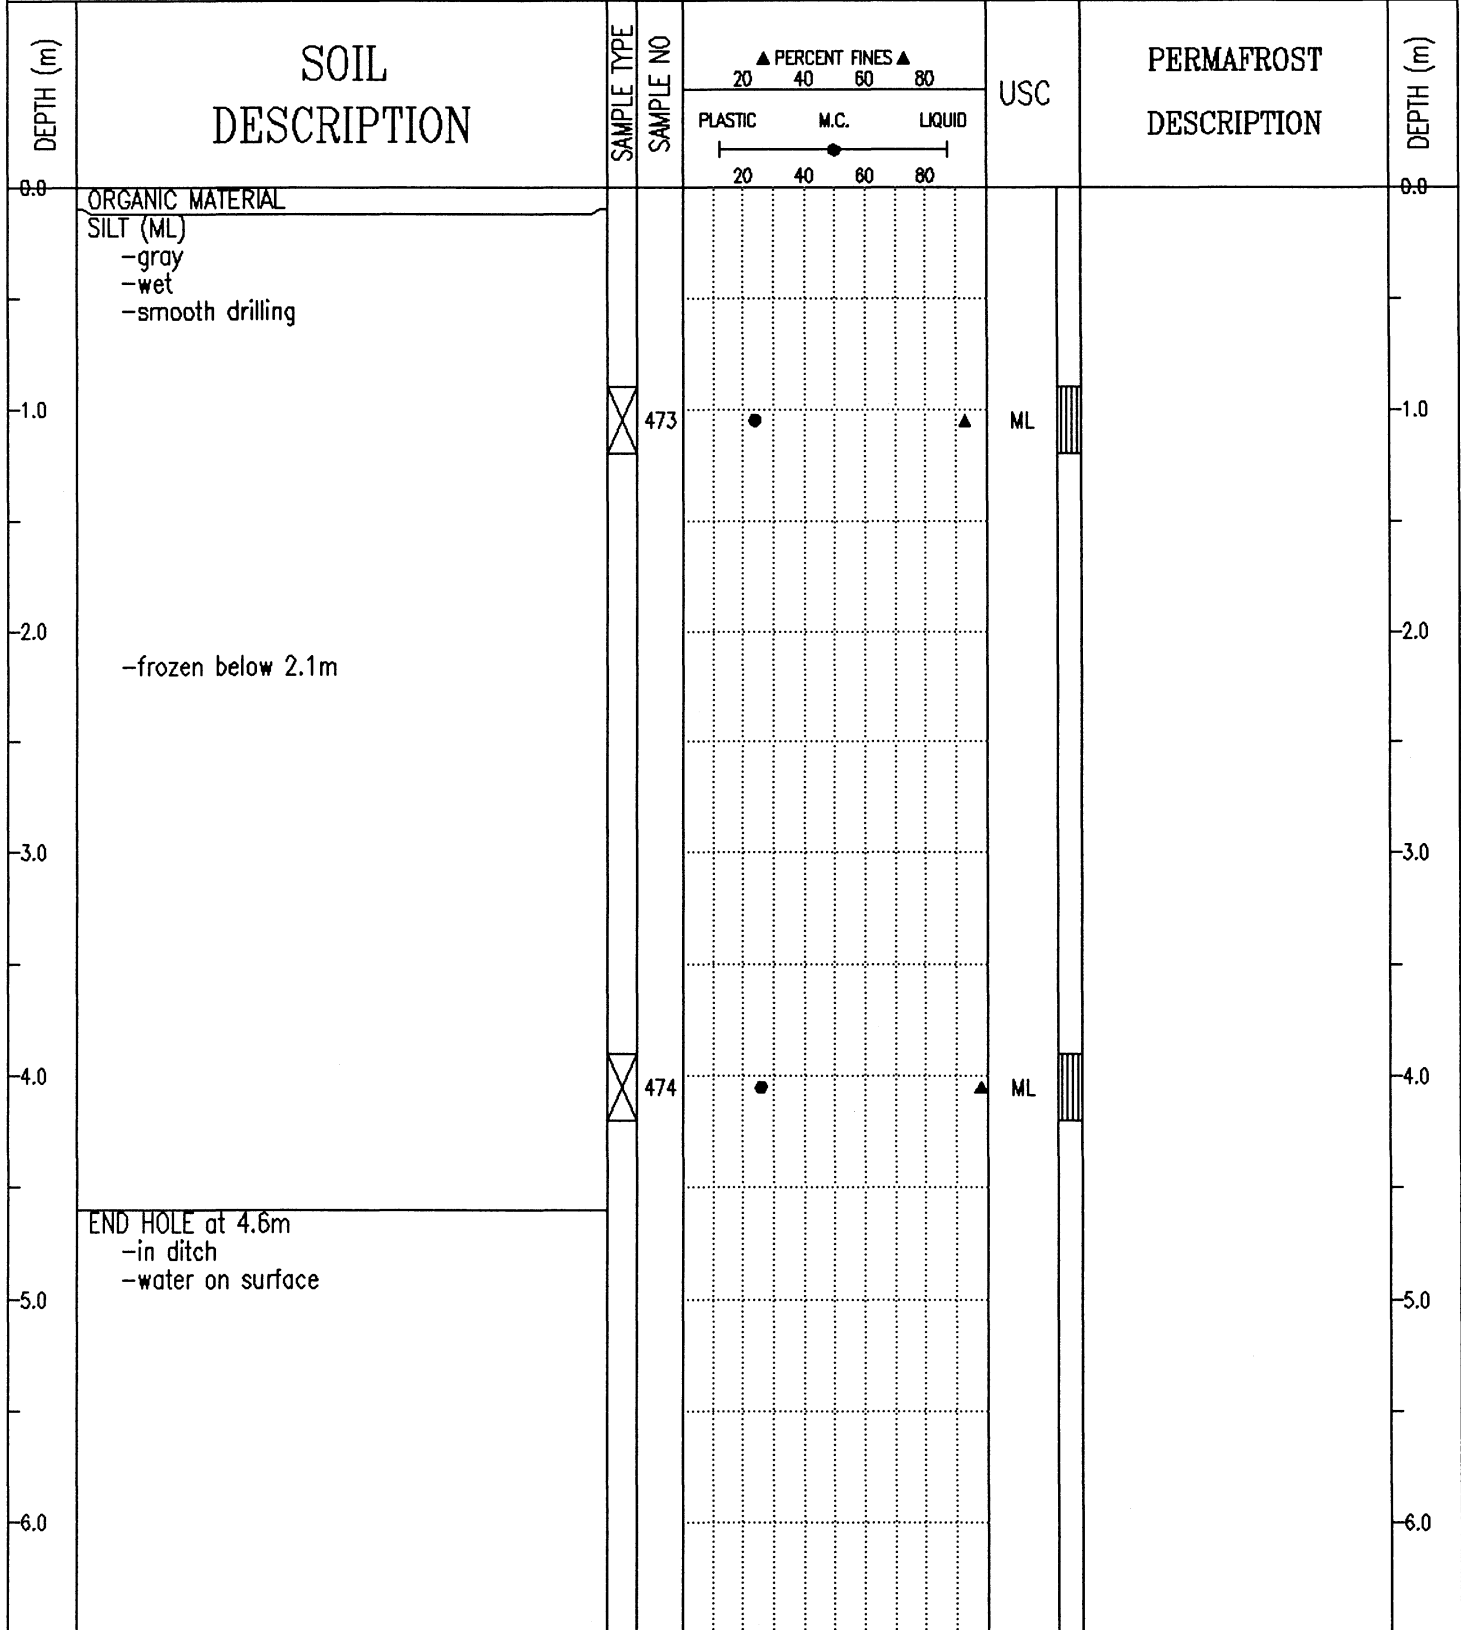 DEPTH (m)
SOIL
DESCRIPTION
SAMPLE TYPE
SAMPLE NO
▲ PERCENT FINES ▲
20 40 60 80
PLASTIC M.C. LIQUID
20 40 60 80
USC
PERMAFROST
DESCRIPTION
DEPTH (m)
0.0 0.0
ORGANIC MATERIAL
SILT (ML)
-gray
-wet
-smooth drilling
1.0 473 ML 1.0
2.0 2.0
-frozen below 2.1m
3.0 3.0
4.0 474 ML 4.0
END HOLE at 4.6m
-in ditch
-water on surface
5.0 5.0
6.0 6.0